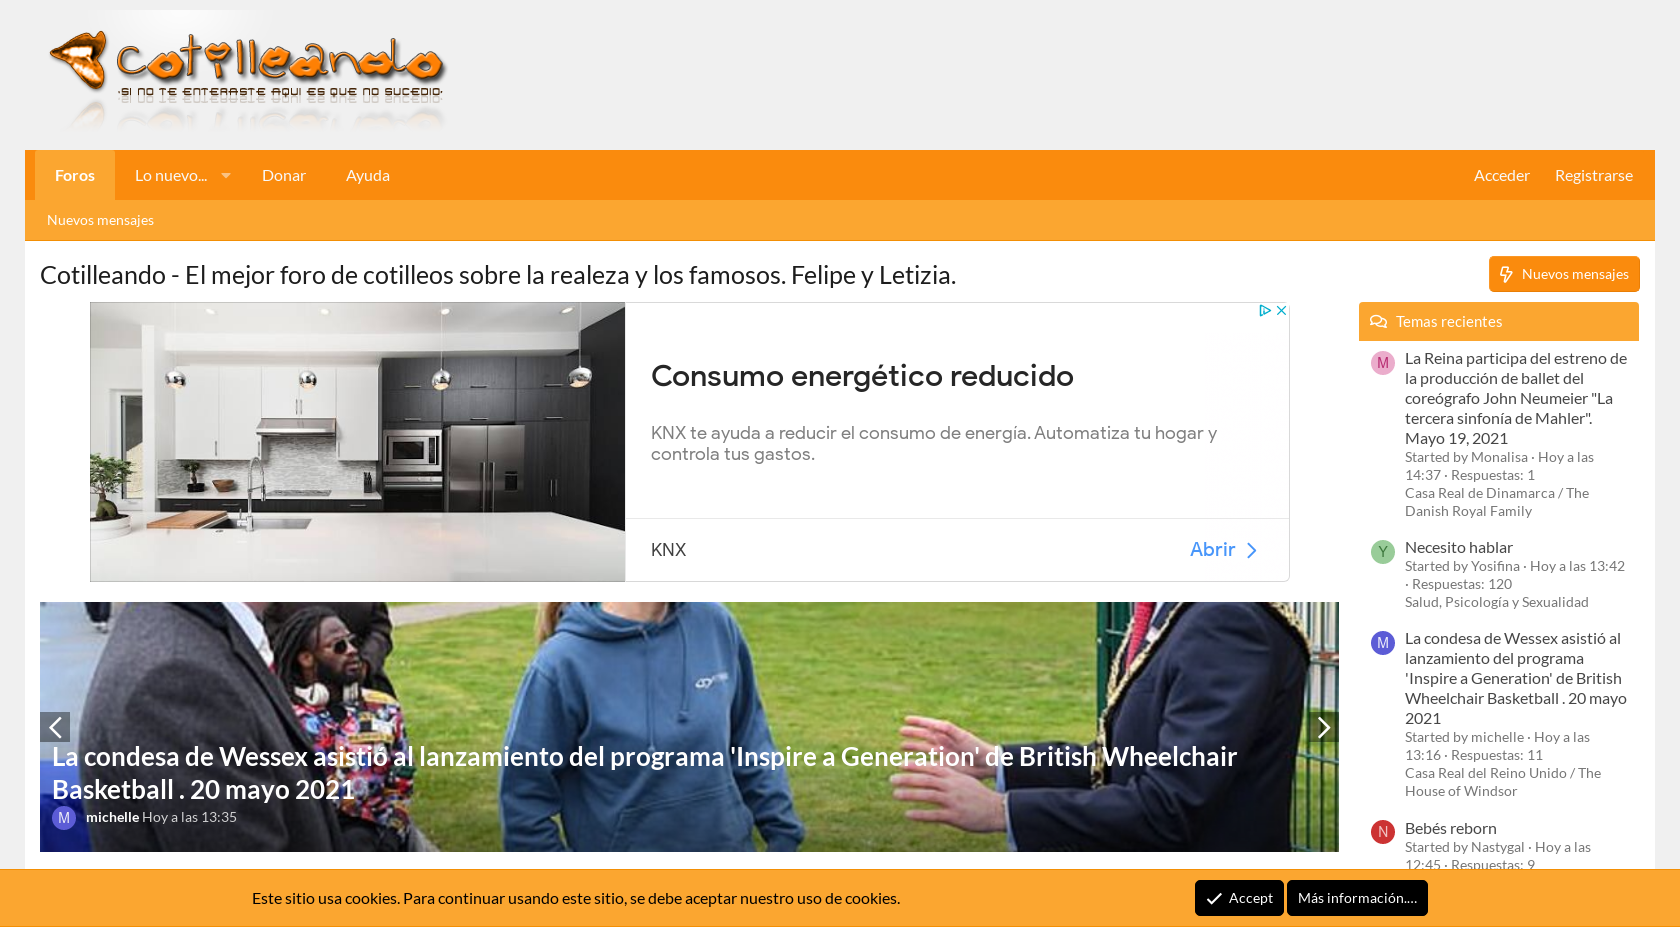 cotilleando
·SI NO TE ENTERASTE AQUI ES QUE NO SUCEDIO·
Foros
Lo nuevo...
Donar
Ayuda
Acceder
Registrarse
Nuevos mensajes
Cotilleando - El mejor foro de cotilleos sobre la realeza y los famosos. Felipe y Letizia.
Nuevos mensajes
Consumo energético reducido
KNX te ayuda a reducir el consumo de energía. Automatiza tu hogar y
controla tus gastos.
KNX
Abrir
La condesa de Wessex asistió al lanzamiento del programa 'Inspire a Generation' de British Wheelchair
Basketball . 20 mayo 2021
M
michelle Hoy a las 13:35
Temas recientes
M
La Reina participa del estreno de
la producción de ballet del
coreógrafo John Neumeier "La
tercera sinfonía de Mahler".
Mayo 19, 2021
Started by Monalisa · Hoy a las
14:37 · Respuestas: 1
Casa Real de Dinamarca / The
Danish Royal Family
Y
Necesito hablar
Started by Yosifina · Hoy a las 13:42
· Respuestas: 120
Salud, Psicología y Sexualidad
M
La condesa de Wessex asistió al
lanzamiento del programa
'Inspire a Generation' de British
Wheelchair Basketball . 20 mayo
2021
Started by michelle · Hoy a las
13:16 · Respuestas: 11
Casa Real del Reino Unido / The
House of Windsor
N
Bebés reborn
Started by Nastygal · Hoy a las
12:45 · Respuestas: 9
Este sitio usa cookies. Para continuar usando este sitio, se debe aceptar nuestro uso de cookies.
Accept
Más información....